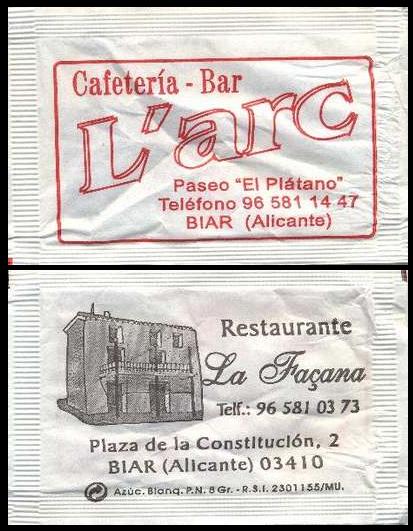 Cafetería - Bar
L'arc
Paseo "El Plátano"
Teléfono 96 581 14 47
BIAR (Alicante)
Restaurante
La Façana
Telf.: 96 581 03 73
Plaza de la Constitución, 2
BIAR (Alicante) 03410
Azúc. Blanq. P.N. 8 Gr. - R.S.I. 2301155/MU.